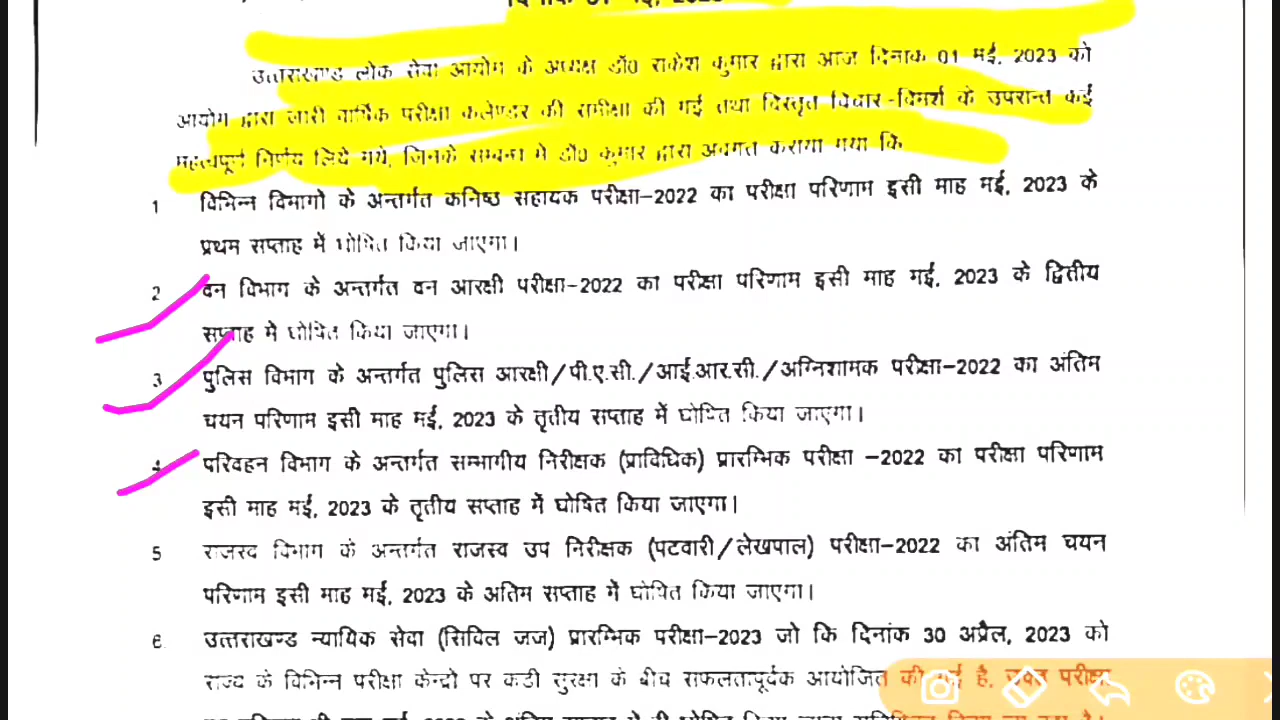 उत्तराखण्ड लोक सेवा आयोग के अध्यक्ष डॉ० राकेश कुमार द्वारा आज दिनांक 01 मई, 2023 को
आयोग द्वारा जारी वार्षिक परीक्षा कलेण्डर की समीक्षा की गई तथा विस्तृत विचार-विमर्श के उपरान्त कई
महत्वपूर्ण निर्णय लिये गये, जिनके सम्बन्ध में डॉ० कुमार द्वारा अवगत कराया गया कि
1 विभिन्न विभागों के अन्तर्गत कनिष्ठ सहायक परीक्षा-2022 का परीक्षा परिणाम इसी माह मई, 2023 के
प्रथम सप्ताह में घोषित किया जाएगा।
2 वन विभाग के अन्तर्गत वन आरक्षी परीक्षा-2022 का परीक्षा परिणाम इसी माह मई, 2023 के द्वितीय
सप्ताह में घोषित किया जाएगा।
3 पुलिस विभाग के अन्तर्गत पुलिस आरक्षी/पी.ए.सी./आई.आर.सी./अग्निशामक परीक्षा-2022 का अंतिम
चयन परिणाम इसी माह मई, 2023 के तृतीय सप्ताह में घोषित किया जाएगा।
4 परिवहन विभाग के अन्तर्गत सम्भागीय निरीक्षक (प्राविधिक) प्रारम्भिक परीक्षा -2022 का परीक्षा परिणाम
इसी माह मई, 2023 के तृतीय सप्ताह में घोषित किया जाएगा।
5 राजस्व विभाग के अन्तर्गत राजस्व उप निरीक्षक (पटवारी/लेखपाल) परीक्षा-2022 का अंतिम चयन
परिणाम इसी माह मई, 2023 के अंतिम सप्ताह में घोषित किया जाएगा।
6. उत्तराखण्ड न्यायिक सेवा (सिविल जज) प्रारम्भिक परीक्षा-2023 जो कि दिनांक 30 अप्रैल, 2023 को
राज्य के विभिन्न परीक्षा केन्द्रों पर कडी सुरक्षा के बीच सफलतापूर्वक आयोजित की गई है, उक्त परीक्षा